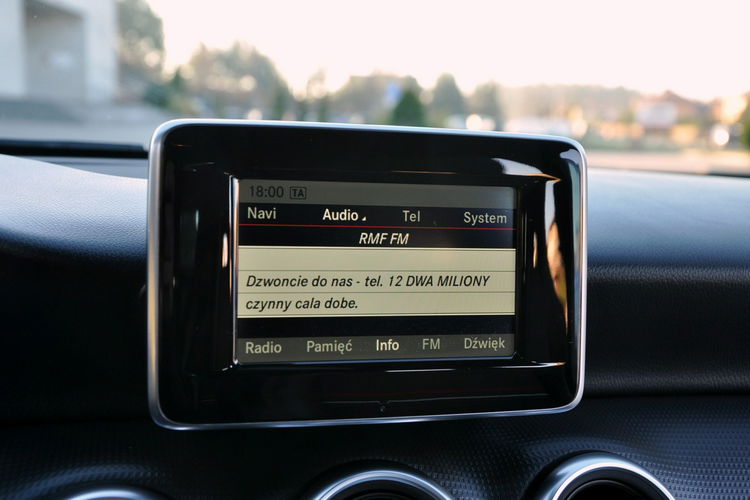 18:00 TA
Navi Audio Tel System
RMF FM
Dzwoncie do nas - tel. 12 DWA MILIONY
czynny cala dobe.
Radio Pamięć Info FM Dźwięk